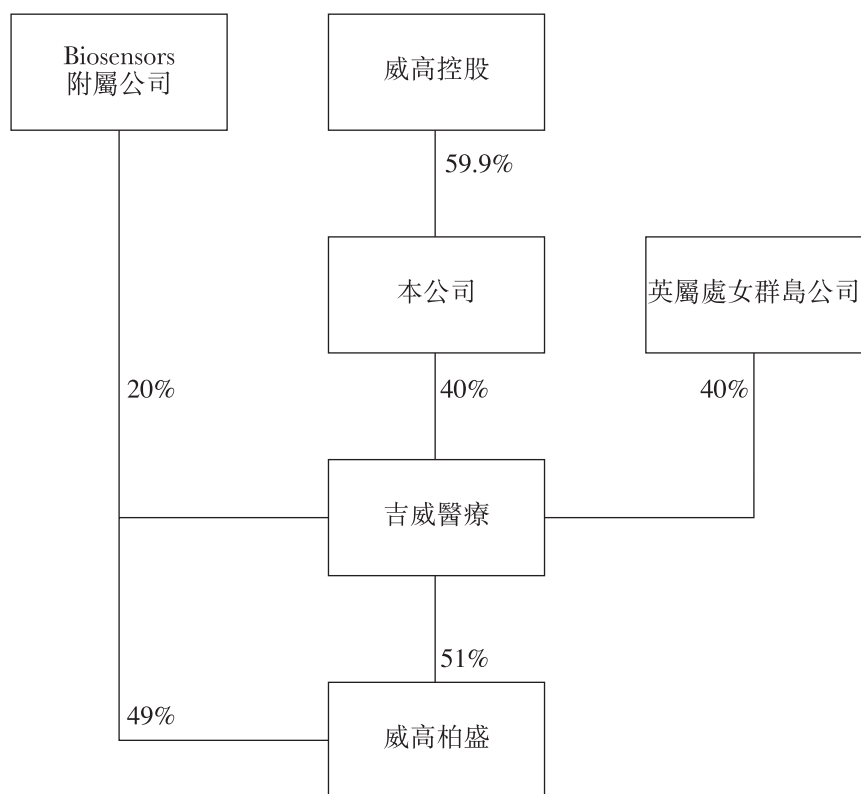 Biosensors
附屬公司
威高控股
59.9%
本公司
英屬處女群島公司
20%
40%
40%
吉威醫療
51%
49%
威高柏盛